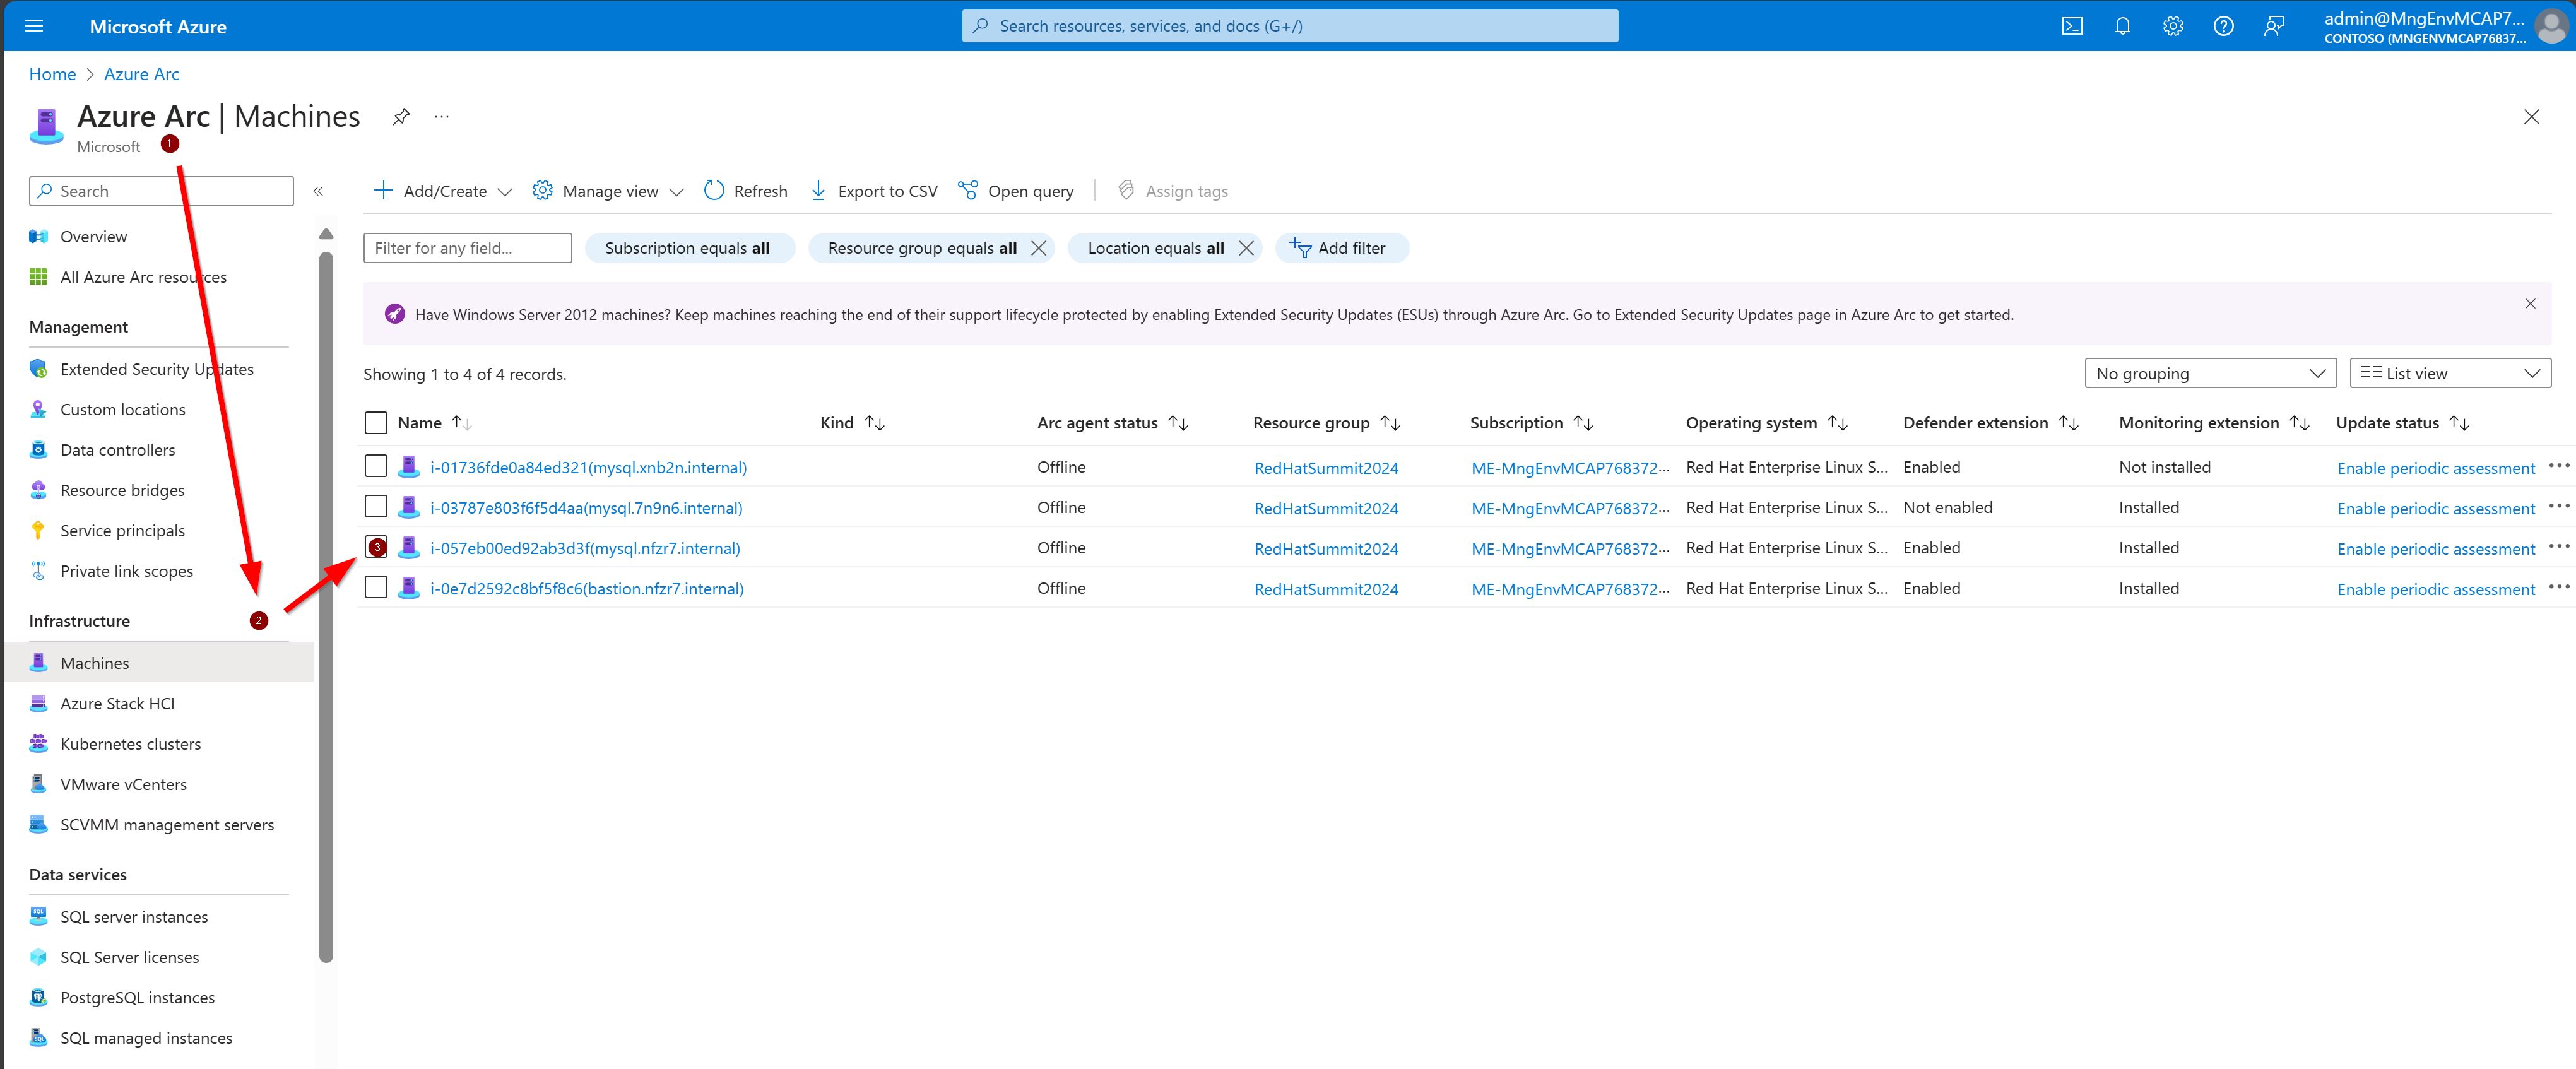 Microsoft Azure
Search resources, services, and docs (G+/)
admin@MngEnvMCAP7...
CONTOSO (MNGENVMCAP76837...
Home > Azure Arc
Azure Arc | Machines
...
Microsoft
1
Search
«
Add/Create
Manage view
Refresh
Export to CSV
Open query
Assign tags
Overview
All Azure Arc resources
Management
Extended Security Updates
Custom locations
Data controllers
Resource bridges
Service principals
Private link scopes
Infrastructure
2
Machines
Azure Stack HCI
Kubernetes clusters
VMware vCenters
SCVMM management servers
Data services
SQL server instances
SQL Server licenses
PostgreSQL instances
SQL managed instances
Filter for any field...
Subscription equals all
Resource group equals all
Location equals all
Add filter
Have Windows Server 2012 machines? Keep machines reaching the end of their support lifecycle protected by enabling Extended Security Updates (ESUs) through Azure Arc. Go to Extended Security Updates page in Azure Arc to get started.
Showing 1 to 4 of 4 records.
No grouping
List view
Name Kind Arc agent status Resource group Subscription Operating system Defender extension Monitoring extension Update status
i-01736fde0a84ed321(mysql.xnb2n.internal) Offline RedHatSummit2024 ME-MngEnvMCAP768372... Red Hat Enterprise Linux S... Enabled Not installed Enable periodic assessment ...
i-03787e803f6f5d4aa(mysql.7n9n6.internal) Offline RedHatSummit2024 ME-MngEnvMCAP768372... Red Hat Enterprise Linux S... Not enabled Installed Enable periodic assessment ...
3 i-057eb00ed92ab3d3f(mysql.nfzr7.internal) Offline RedHatSummit2024 ME-MngEnvMCAP768372... Red Hat Enterprise Linux S... Enabled Installed Enable periodic assessment ...
i-0e7d2592c8bf5f8c6(bastion.nfzr7.internal) Offline RedHatSummit2024 ME-MngEnvMCAP768372... Red Hat Enterprise Linux S... Enabled Installed Enable periodic assessment ...